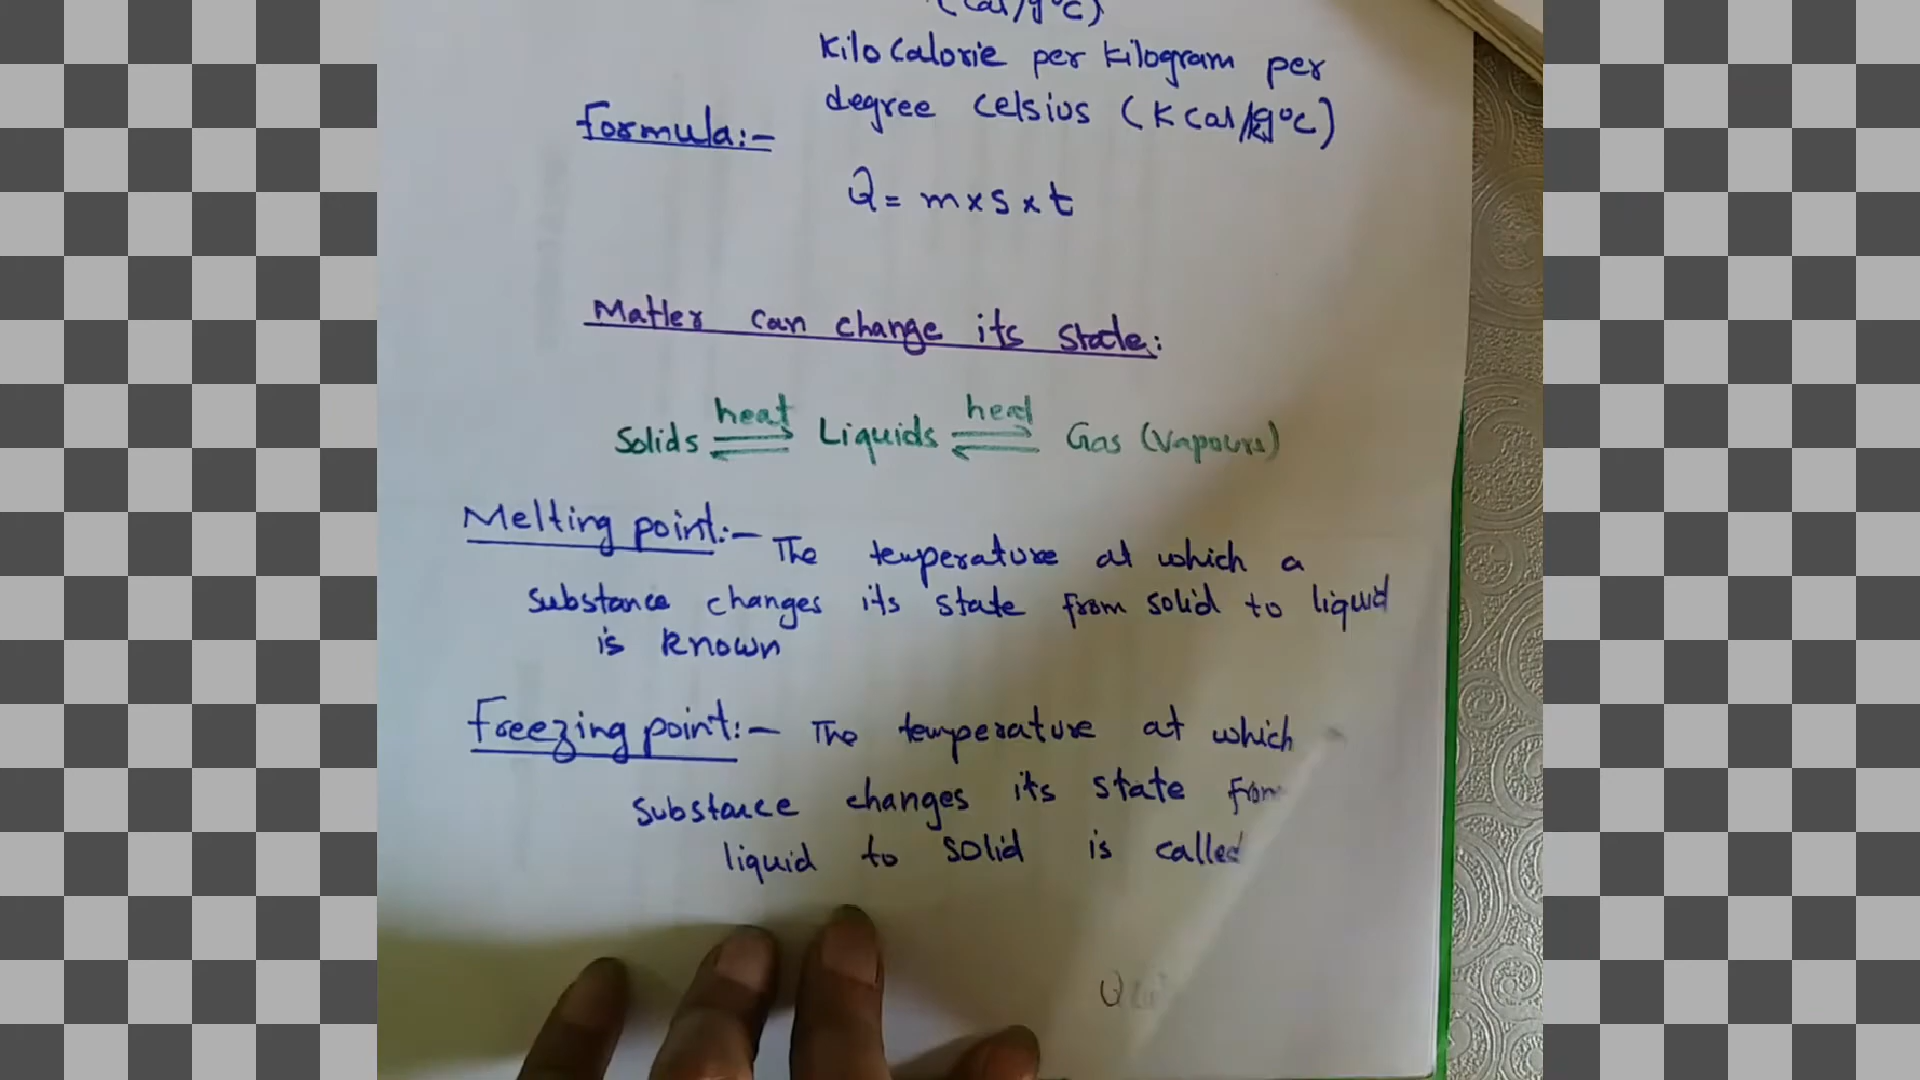 (Cal/g°C)
Kilo Calorie per kilogram per
degree celsius (K Cal/kg°C)
Formula:-
Q = m x s x t
Matter can change its state:
Solids heat Liquids heat Gas (Vapours)
Melting point:- The temperature at which a
substance changes its state from solid to liquid
is known
Freezing point:- The temperature at which
substance changes its state from
liquid to solid is called